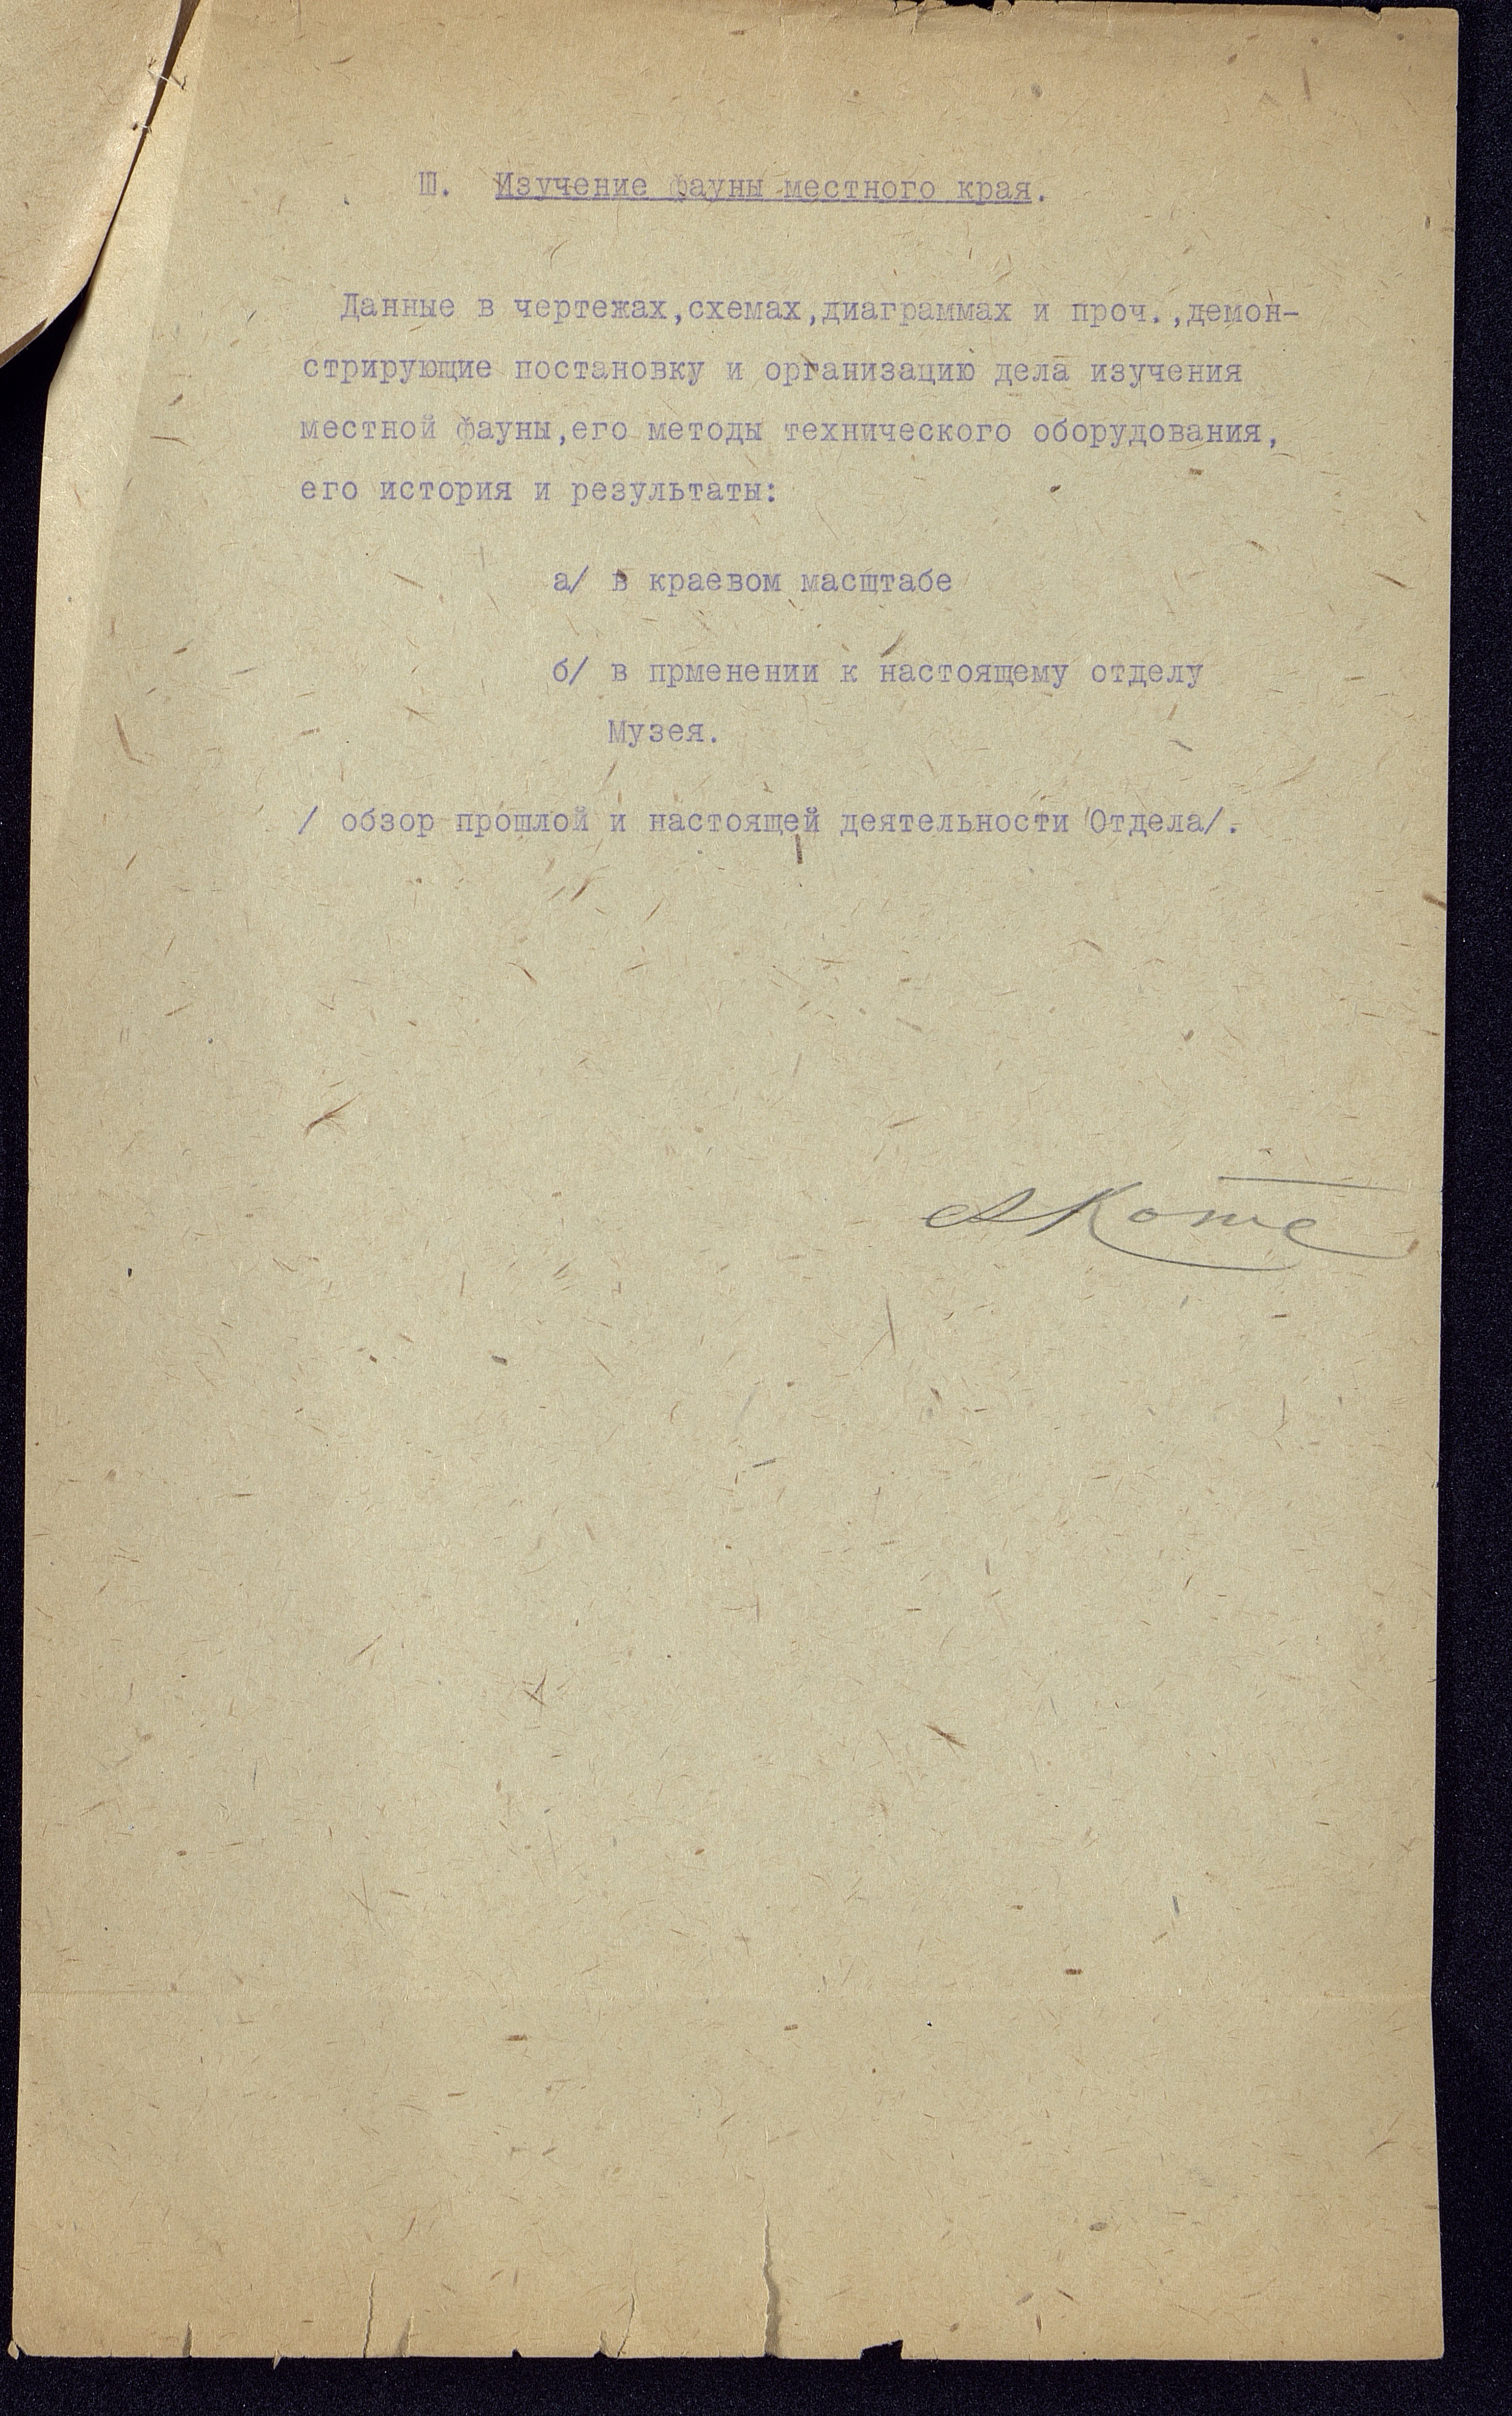 Ш. Изучение фауны местного края.
Данные в чертежах,схемах,диаграммах и проч.,демон-
стрирующие постановку и организацию дела изучения
местной фауны,его методы технического оборудования,
его история и результаты:
а/ в краевом масштабе
б/ в прменении к настоящему отделу
Музея.
/ обзор прошлой и настоящей деятельности Отдела/.
АКотс